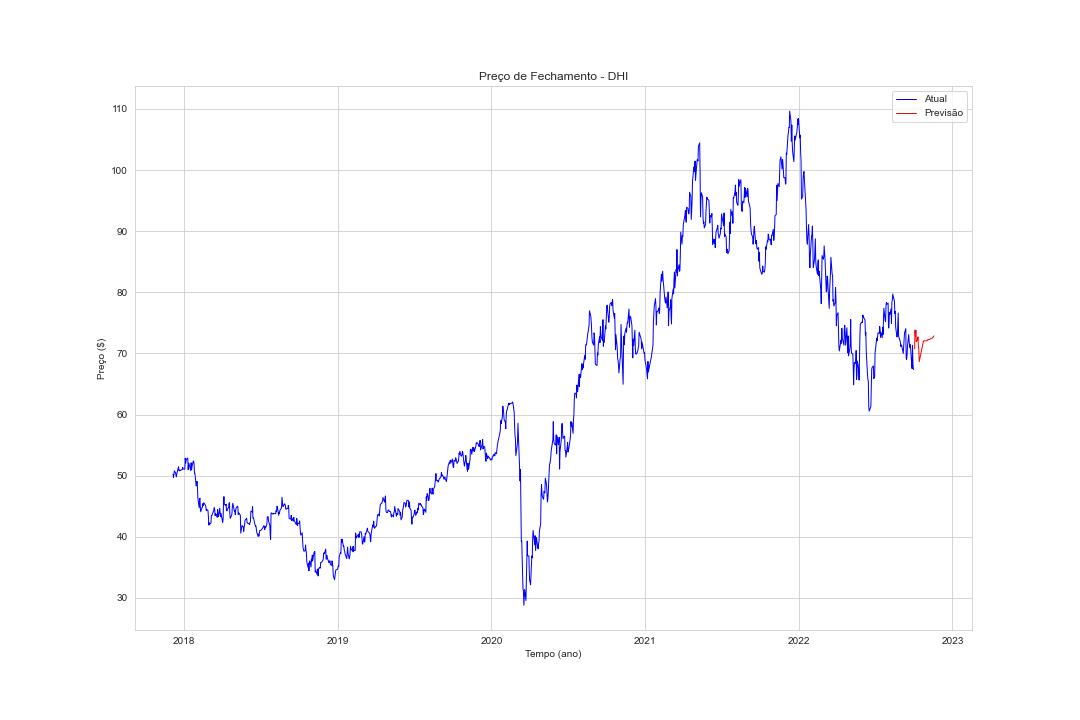 Preço de Fechamento - DHI
Atual
Previsão
110
100
90
80
70
60
50
40
30
Preço ($)
2018 2019 2020 2021 2022 2023
Tempo (ano)